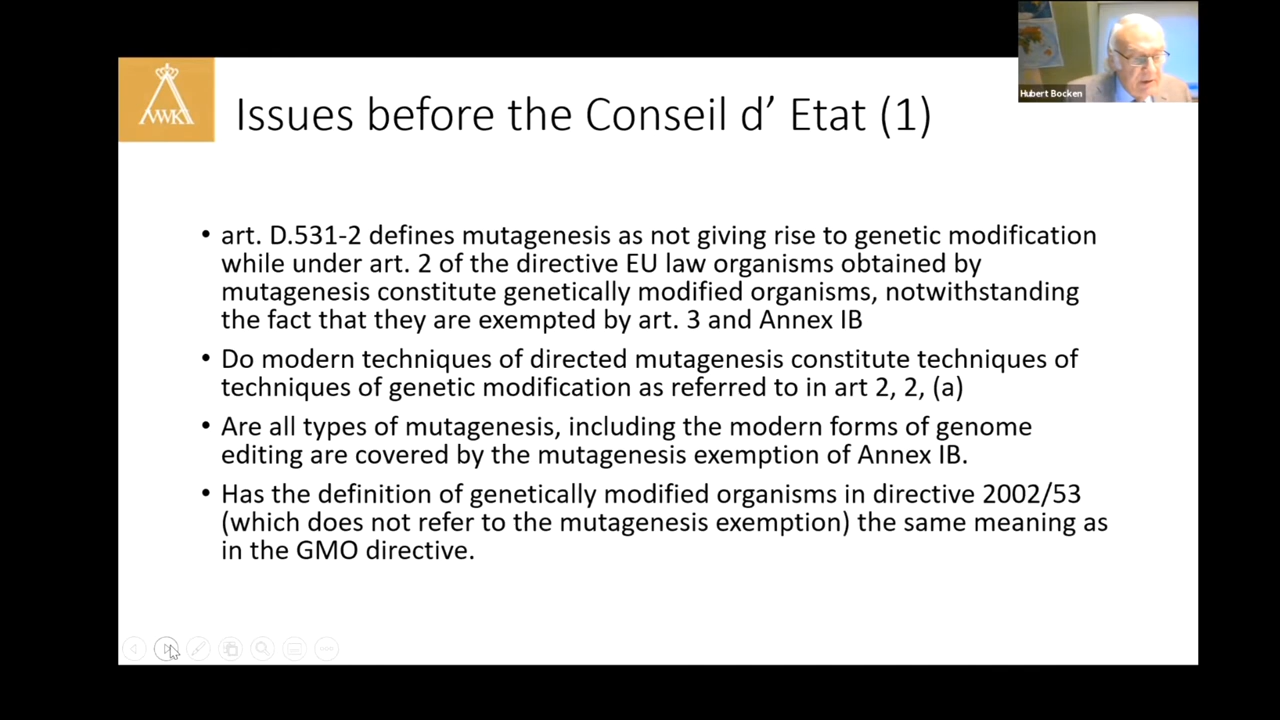 Hubert Bocken
Issues before the Conseil d’ Etat (1)
• art. D.531-2 defines mutagenesis as not giving rise to genetic modification
while under art. 2 of the directive EU law organisms obtained by
mutagenesis constitute genetically modified organisms, notwithstanding
the fact that they are exempted by art. 3 and Annex IB
• Do modern techniques of directed mutagenesis constitute techniques of
techniques of genetic modification as referred to in art 2, 2, (a)
• Are all types of mutagenesis, including the modern forms of genome
editing are covered by the mutagenesis exemption of Annex IB.
• Has the definition of genetically modified organisms in directive 2002/53
(which does not refer to the mutagenesis exemption) the same meaning as
in the GMO directive.